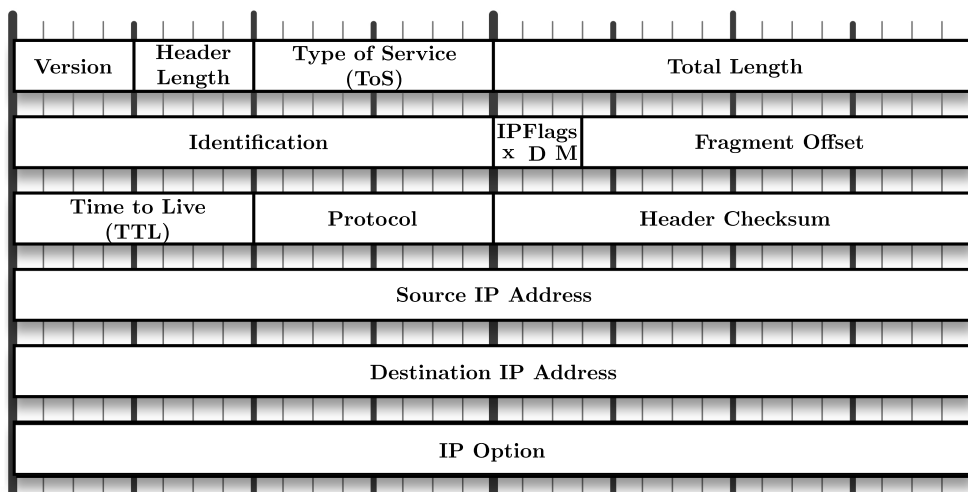 Version
Header
Length
Type of Service
(ToS)
Total Length
Identification
IPFlags
x D M
Fragment Offset
Time to Live
(TTL)
Protocol
Header Checksum
Source IP Address
Destination IP Address
IP Option